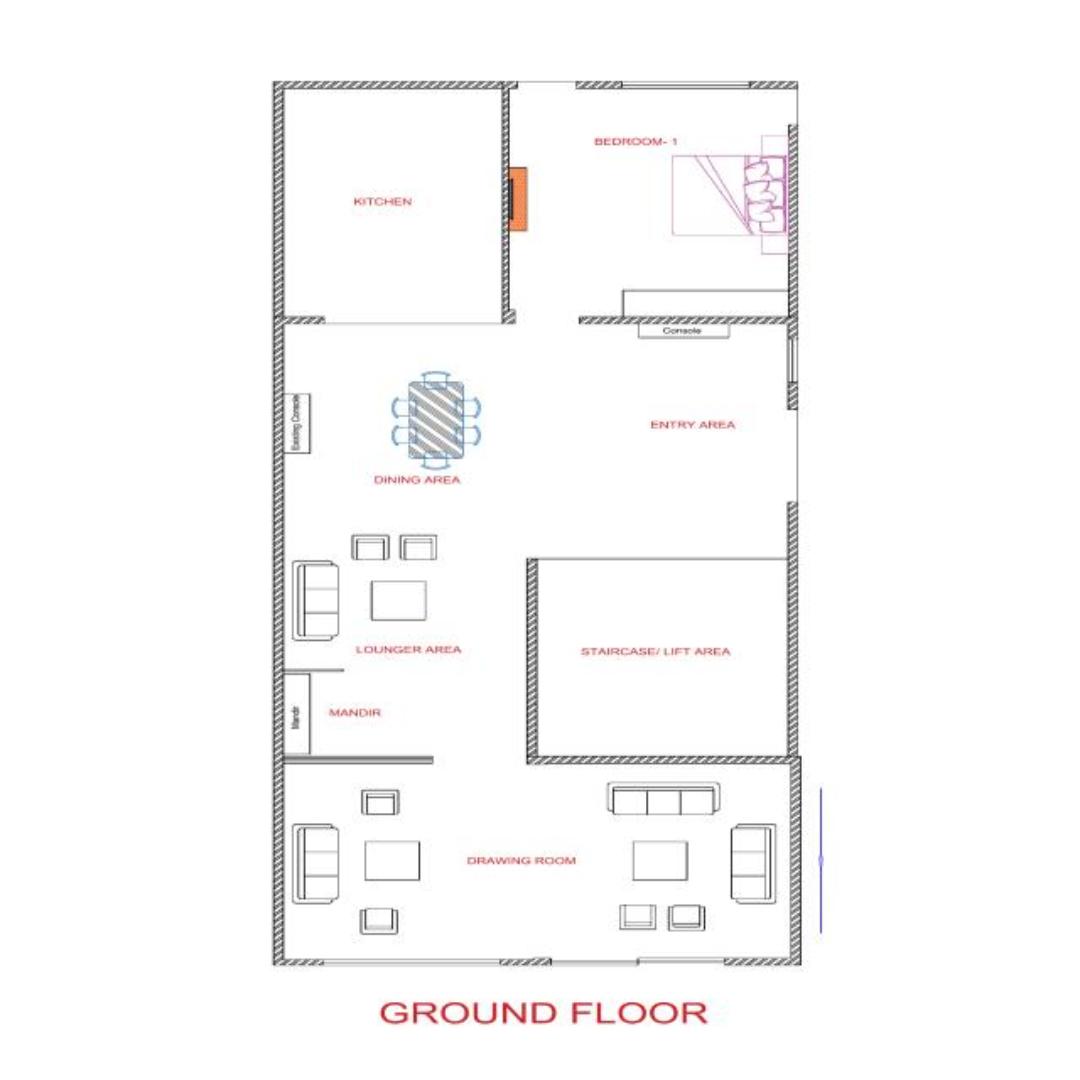 BEDROOM- 1
KITCHEN
Console
Existing Console
ENTRY AREA
DINING AREA
LOUNGER AREA
STAIRCASE/ LIFT AREA
Mandir
MANDIR
DRAWING ROOM
GROUND FLOOR